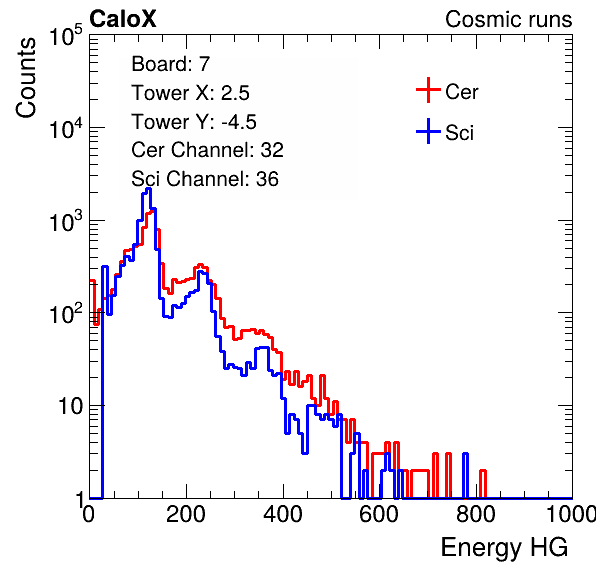 CaloX Cosmic runs
Counts
10^5
10^4
10^3
10^2
10
1
Board: 7
Tower X: 2.5
Tower Y: -4.5
Cer Channel: 32
Sci Channel: 36
Cer
Sci
0 200 400 600 800 1000
Energy HG